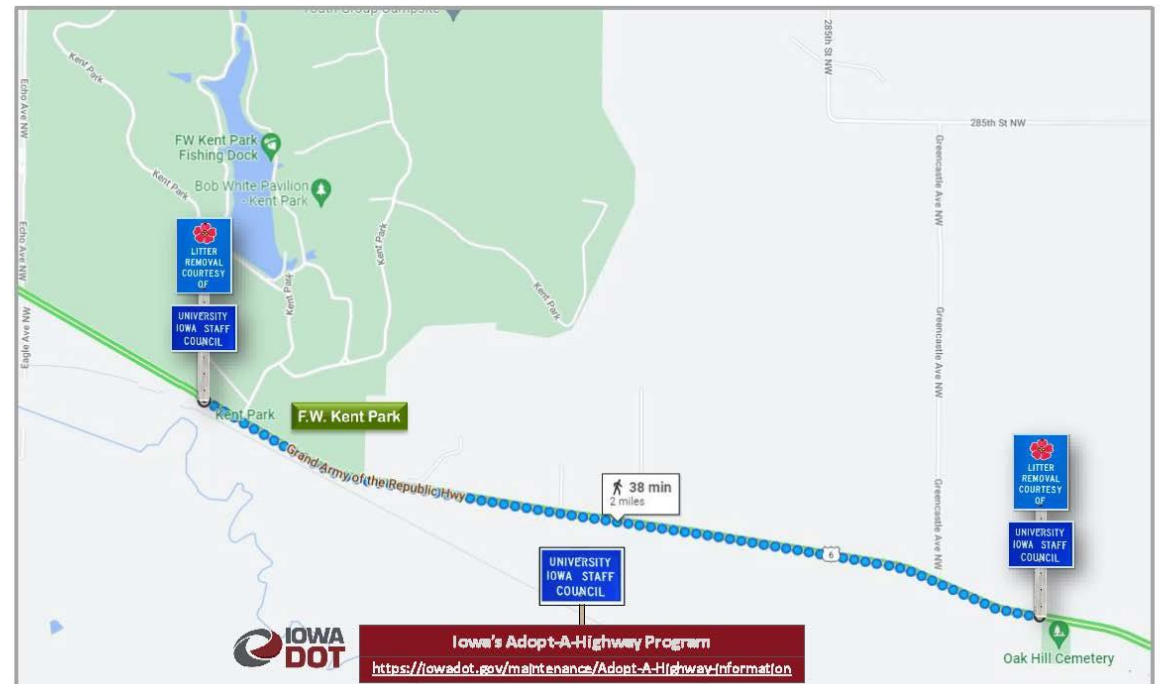 Youth Group Campsite
Kent Park
Echo Ave NW
285th St NW
285th St NW
FW Kent Park
Fishing Dock
Greencastle Ave NW
Bob White Pavilion
- Kent Park
Kent Park
Kent Park
LITTER
REMOVAL
COURTESY
OF
UNIVERSITY
IOWA STAFF
COUNCIL
Echo Ave NW
Kent Park
Eagle Ave NW
Greencastle Ave NW
Kent Park
F.W. Kent Park
Grand Army of the Republic Hwy
38 min
2 miles
Greencastle Ave NW
LITTER
REMOVAL
COURTESY
OF
UNIVERSITY
IOWA STAFF
COUNCIL
6
UNIVERSITY
IOWA STAFF
COUNCIL
IOWA
DOT
Iowa's Adopt-A-Highway Program
https://iowadot.gov/maintenance/Adopt-A-Highway-information
Oak Hill Cemetery